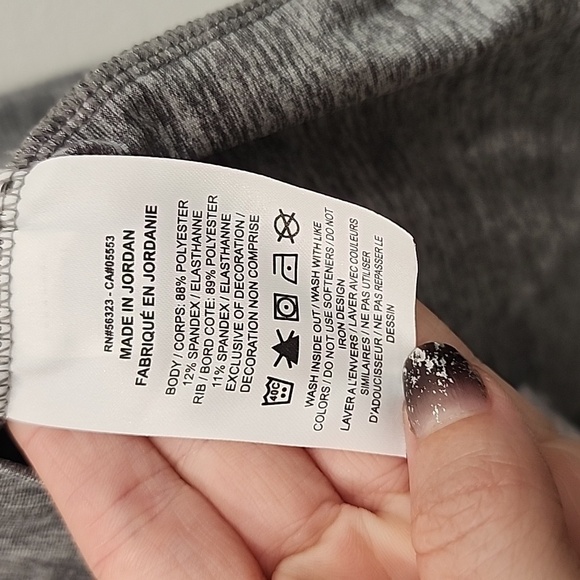 RN#56323 - CA#05553
MADE IN JORDAN
FABRIQUÉ EN JORDANIE
BODY / CORPS: 88% POLYESTER
12% SPANDEX / ELASTHANNE
RIB / BORD COTE: 89% POLYESTER
11% SPANDEX / ELASTHANNE
EXCLUSIVE OF DECORATION /
DECORATION NON COMPRISE
40C
WASH INSIDE OUT / WASH WITH LIKE
COLORS / DO NOT USE SOFTENERS / DO NOT
IRON DESIGN
LAVER A L'ENVERS / LAVER AVEC COULEURS
SIMILAIRES / NE PAS UTILISER
D'ADOUCISSEUR / NE PAS REPASSER LE
DESSIN